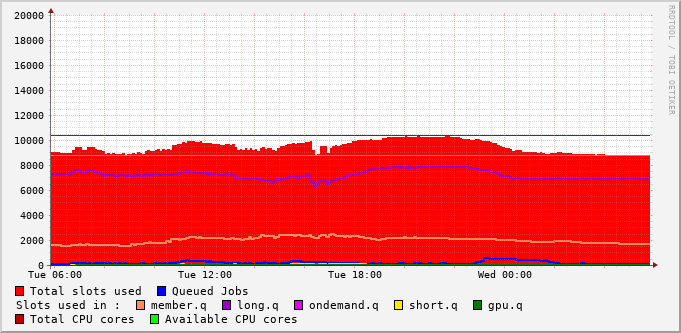 RRDTOOL / TOBI OETIKER
20000
18000
16000
14000
12000
10000
8000
6000
4000
2000
0
Tue 06:00 Tue 12:00 Tue 18:00 Wed 00:00
Total slots used Queued Jobs
Slots used in : member.q long.q ondemand.q short.q gpu.q
Total CPU cores Available CPU cores